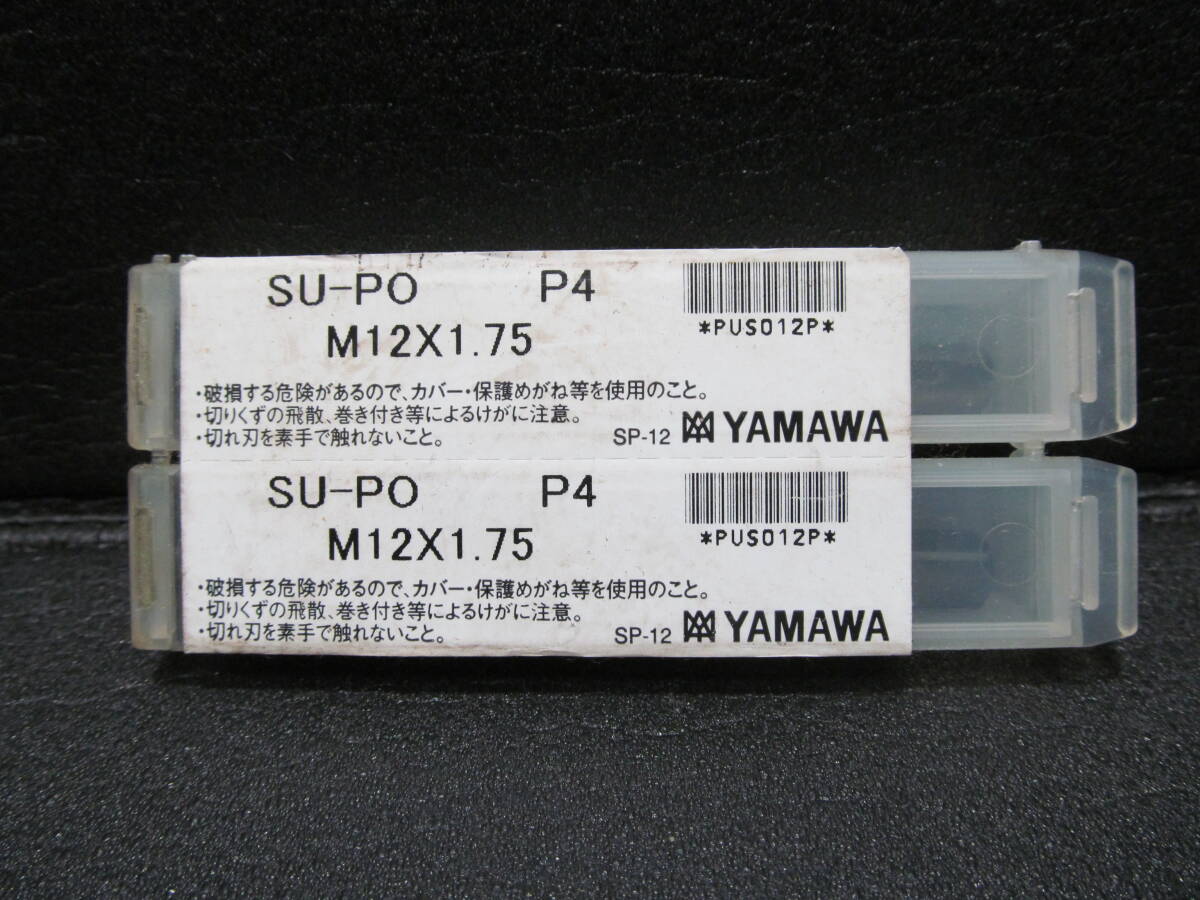 SU-PO P4
*PUS012P*
M12X1.75
・破損する危険があるので、カバー・保護めがね等を使用のこと。
・切りくずの飛散、巻き付き等によるけがに注意。
・切れ刃を素手で触れないこと。
SP-12 YAMAWA
SU-PO P4
*PUS012P*
M12X1.75
・破損する危険があるので、カバー・保護めがね等を使用のこと。
・切りくずの飛散、巻き付き等によるけがに注意。
・切れ刃を素手で触れないこと。
SP-12 YAMAWA